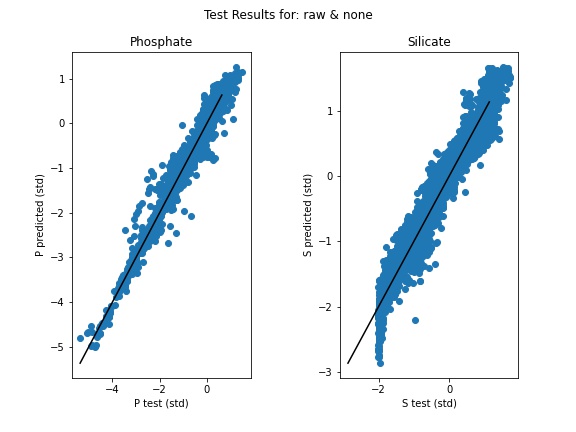 Test Results for: raw & none
Phosphate
Silicate
P predicted (std)
1
0
−1
−2
−3
−4
−5
−4
−2
0
P test (std)
S predicted (std)
1
0
−1
−2
−3
−2
0
S test (std)